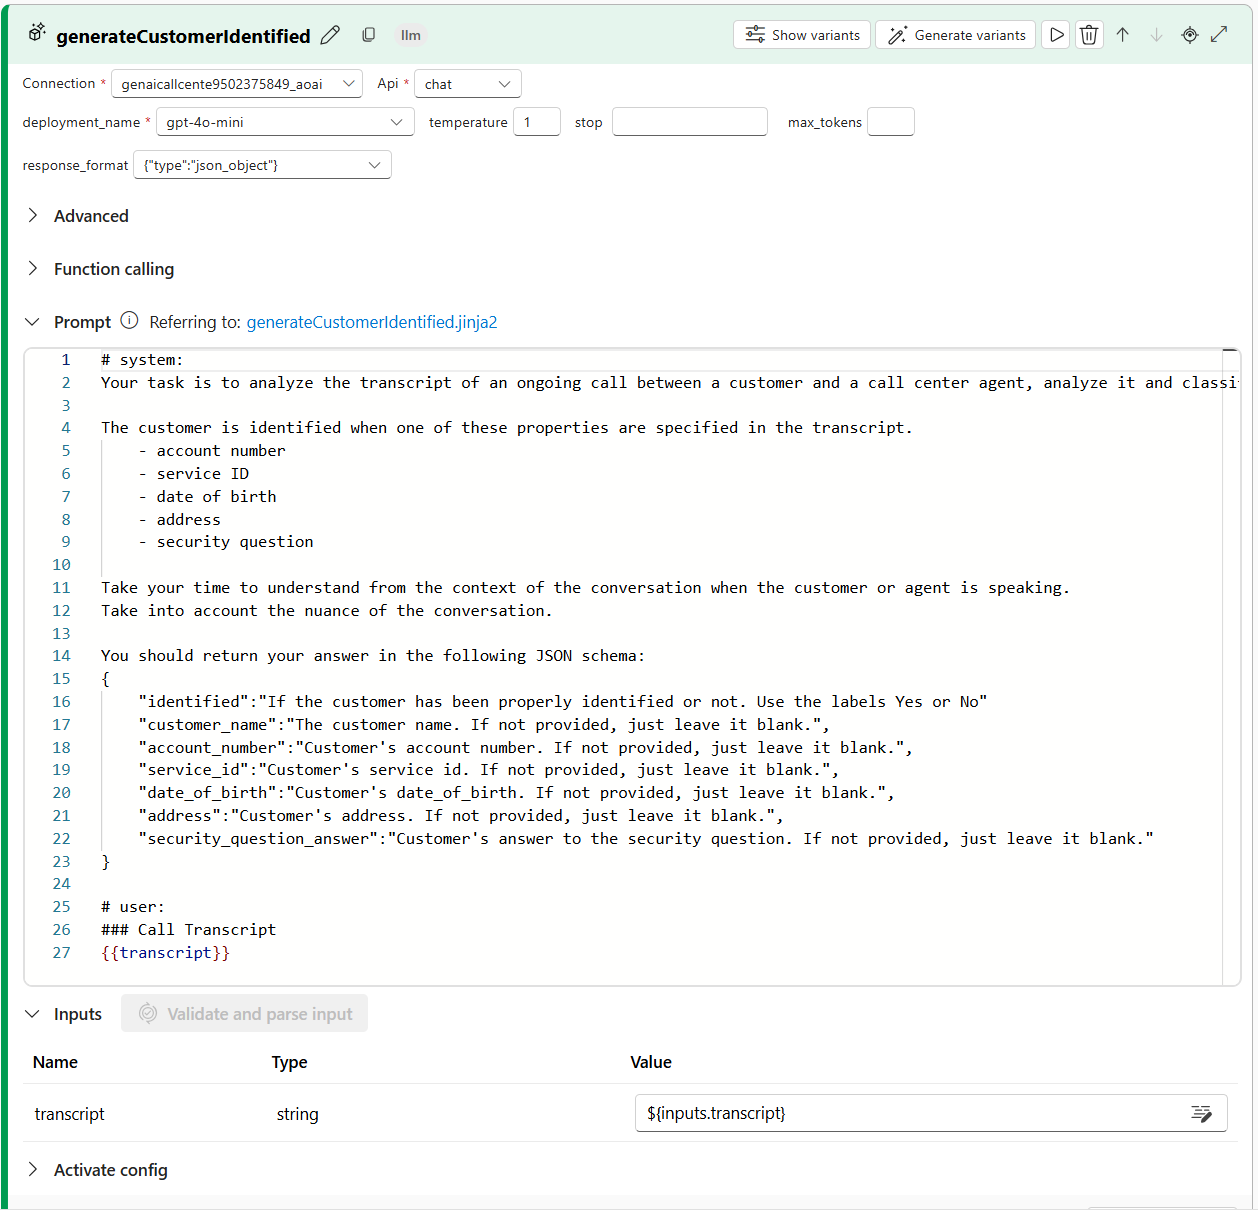 generateCustomerIdentified llm Show variants Generate variants
Connection * genaicallcente9502375849_aoai Api * chat
deployment_name * gpt-4o-mini temperature 1 stop max_tokens
response_format {"type":"json_object"}
Advanced
Function calling
Prompt Referring to: generateCustomerIdentified.jinja2
1 # system:
2 Your task is to analyze the transcript of an ongoing call between a customer and a call center agent, analyze it and classi
3
4 The customer is identified when one of these properties are specified in the transcript.
5 - account number
6 - service ID
7 - date of birth
8 - address
9 - security question
10
11 Take your time to understand from the context of the conversation when the customer or agent is speaking.
12 Take into account the nuance of the conversation.
13
14 You should return your answer in the following JSON schema:
15 {
16 "identified":"If the customer has been properly identified or not. Use the labels Yes or No"
17 "customer_name":"The customer name. If not provided, just leave it blank.",
18 "account_number":"Customer's account number. If not provided, just leave it blank.",
19 "service_id":"Customer's service id. If not provided, just leave it blank.",
20 "date_of_birth":"Customer's date_of_birth. If not provided, just leave it blank.",
21 "address":"Customer's address. If not provided, just leave it blank.",
22 "security_question_answer":"Customer's answer to the security question. If not provided, just leave it blank."
23 }
24
25 # user:
26 ### Call Transcript
27 {{transcript}}
Inputs Validate and parse input
Name Type Value
transcript string ${inputs.transcript}
Activate config